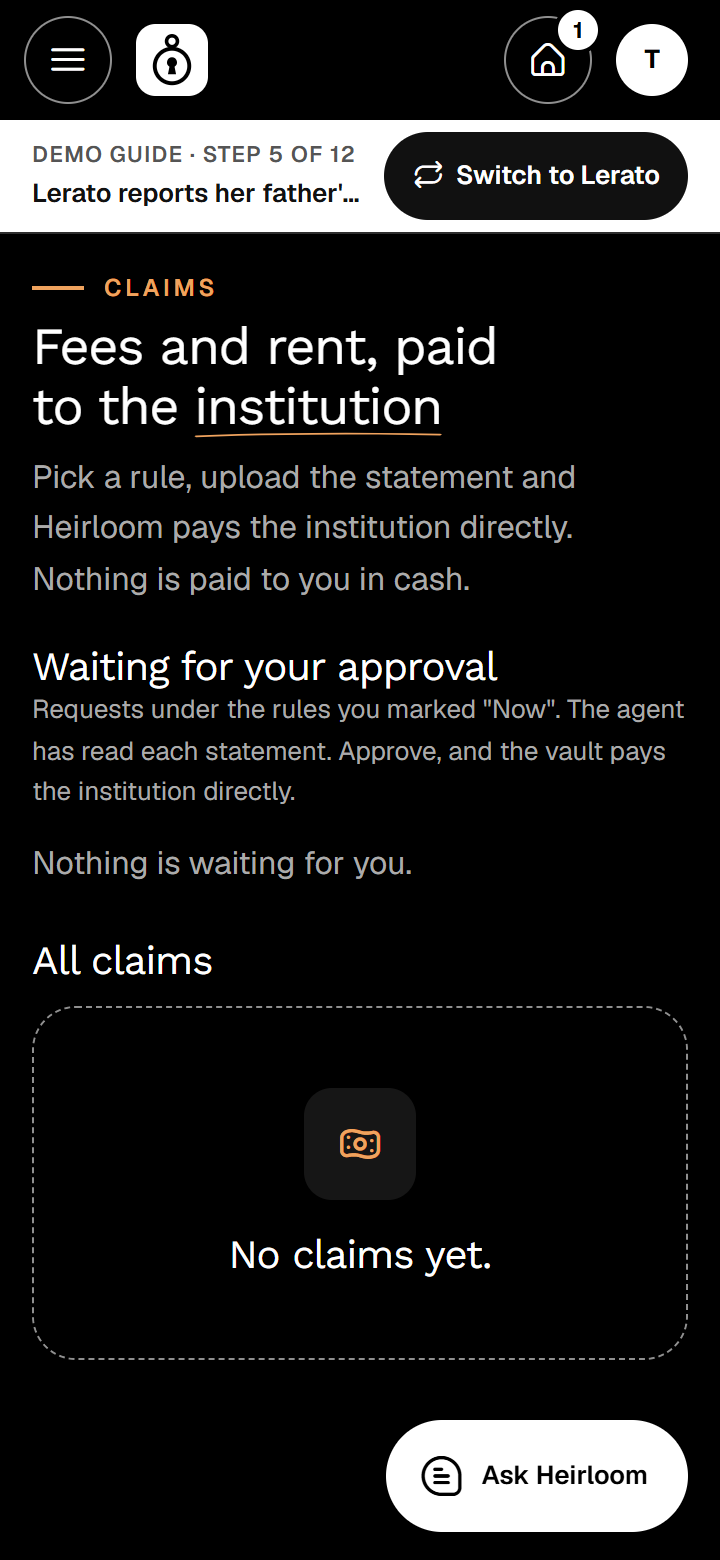 1
T
DEMO GUIDE · STEP 5 OF 12
Lerato reports her father'...
Switch to Lerato
CLAIMS
Fees and rent, paid
to the institution
Pick a rule, upload the statement and
Heirloom pays the institution directly.
Nothing is paid to you in cash.
Waiting for your approval
Requests under the rules you marked "Now". The agent
has read each statement. Approve, and the vault pays
the institution directly.
Nothing is waiting for you.
All claims
No claims yet.
Ask Heirloom